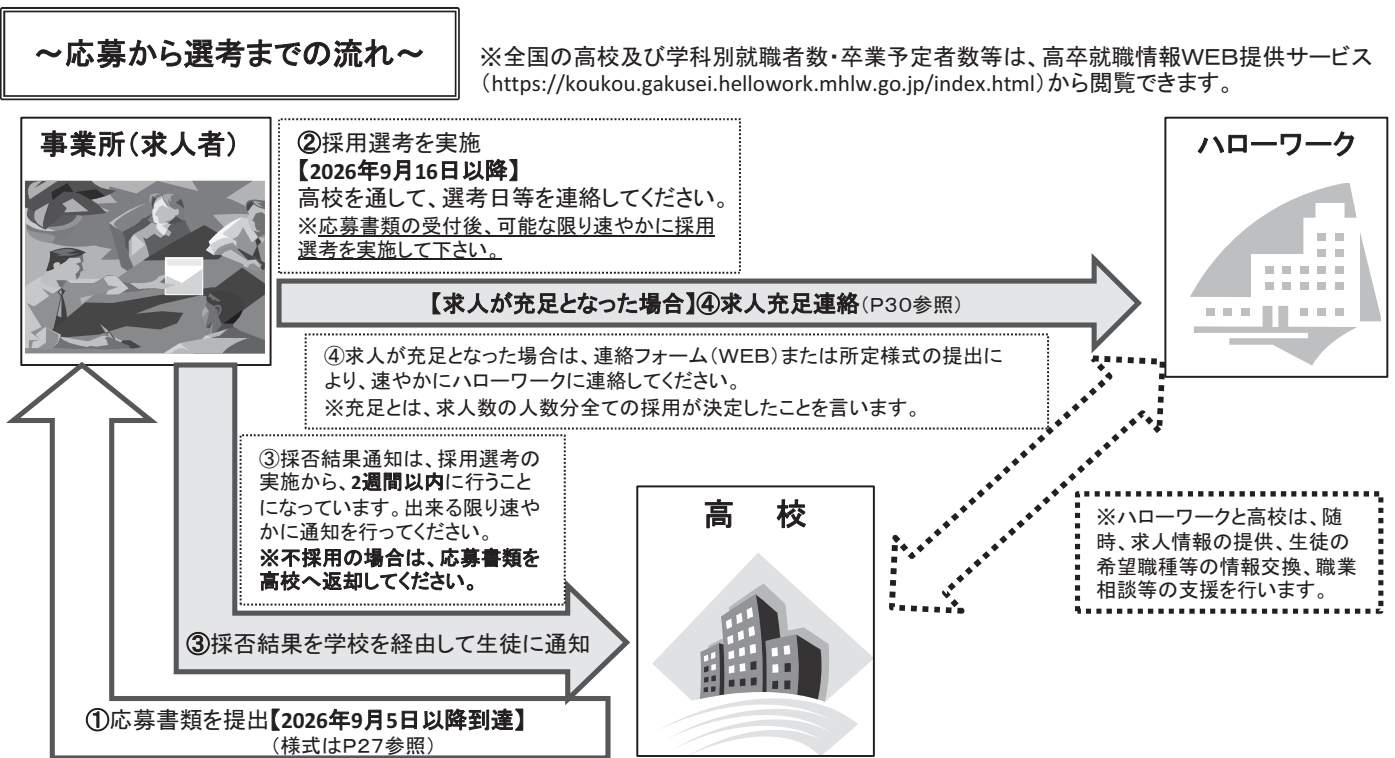 ～応募から選考までの流れ～
※全国の高校及び学科別就職者数・卒業予定者数等は、高卒就職情報WEB提供サービス
（https://koukou.gakusei.hellowork.mhlw.go.jp/index.html）から閲覧できます。
事業所（求人者）
②採用選考を実施
【2026年9月16日以降】
高校を通して、選考日等を連絡してください。
※応募書類の受付後、可能な限り速やかに採用
選考を実施して下さい。
ハローワーク
【求人が充足となった場合】④求人充足連絡（P30参照）
④求人が充足となった場合は、連絡フォーム（WEB）または所定様式の提出に
より、速やかにハローワークに連絡してください。
※充足とは、求人数の人数分全ての採用が決定したことを言います。
③採否結果通知は、採用選考の
実施から、2週間以内に行うこと
になっています。出来る限り速や
かに通知を行ってください。
※不採用の場合は、応募書類を
高校へ返却してください。
高　校
※ハローワークと高校は、随
時、求人情報の提供、生徒の
希望職種等の情報交換、職業
相談等の支援を行います。
③採否結果を学校を経由して生徒に通知
①応募書類を提出【2026年9月5日以降到達】
（様式はP27参照）